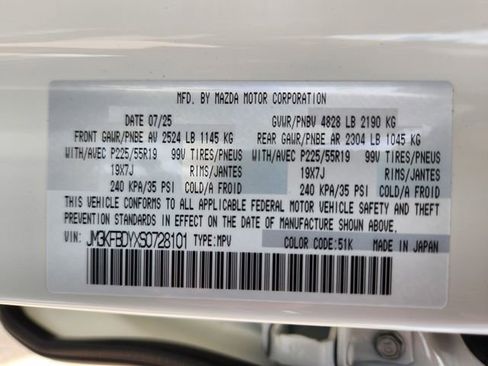 MFD. BY MAZDA MOTOR CORPORATION
DATE 07/25 GVWR/PNBV 4828 LB 2190 KG
FRONT GAWR/PNBE AV 2524 LB 1145 KG REAR GAWR/PNBE AR 2304 LB 1045 KG
WITH/AVEC P225/55R19 99V TIRES/PNEUS WITH/AVEC P225/55R19 99V TIRES/PNEUS
19X7J RIMS/JANTES 19X7J RIMS/JANTES
240 KPA/35 PSI COLD/A FROID 240 KPA/35 PSI COLD/A FROID
THIS VEHICLE CONFORMS TO ALL APPLICABLE FEDERAL MOTOR VEHICLE SAFETY AND THEFT
PREVENTION STANDARDS IN EFFECT ON THE DATE OF MANUFACTURE SHOWN ABOVE.
VIN: JM3KFBDYXS0728101 TYPE:MPV COLOR CODE:51K MADE IN JAPAN